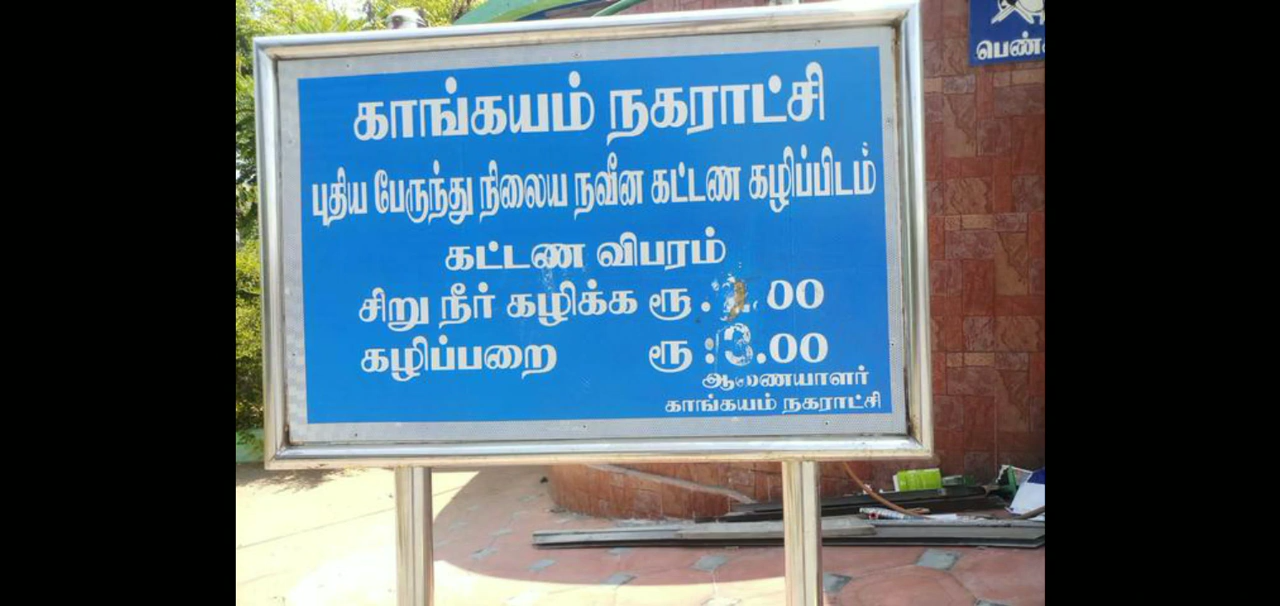 காங்கயம் நகராட்சி
புதிய பேருந்து நிலைய நவீன கட்டண கழிப்பிடம்
கட்டண விபரம்
சிறு நீர் கழிக்க ரூ
கழிப்பறை ரூ :3.00
ஆணையாளர்
காங்கயம் நகராட்சி